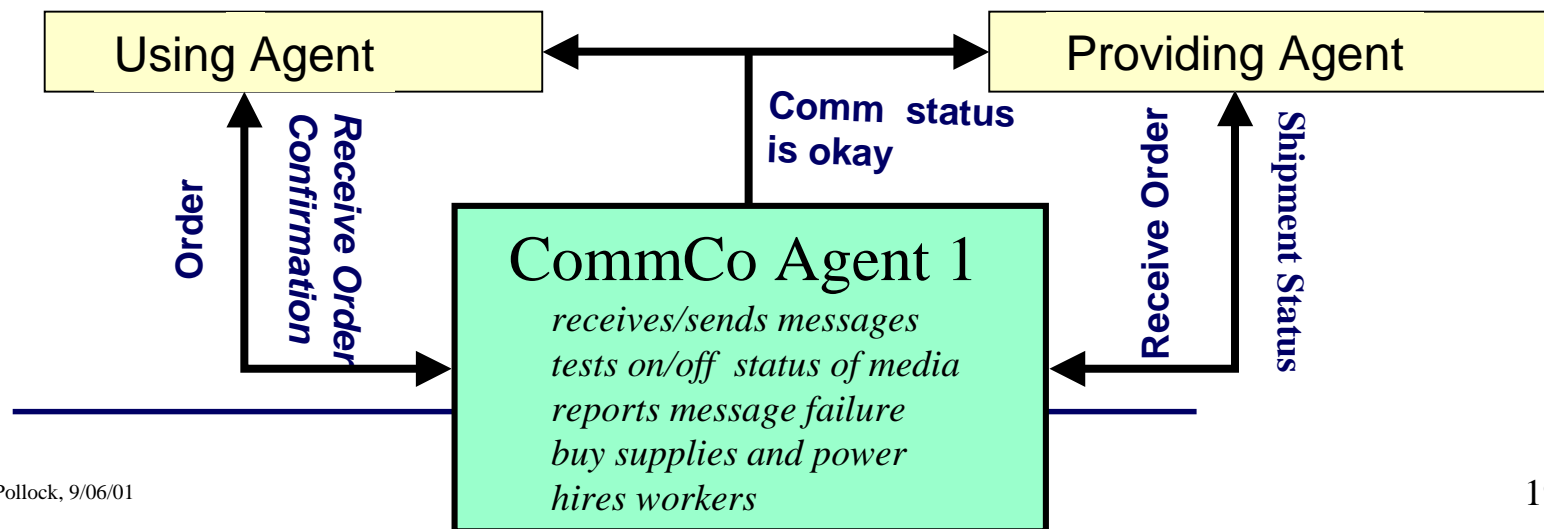 Using Agent
Providing Agent
Comm status
is okay
Order
Receive Order
Confirmation
Receive Order
Shipment Status
CommCo Agent 1
receives/sends messages
tests on/off status of media
reports message failure
buy supplies and power
hires workers
Pollock, 9/06/01